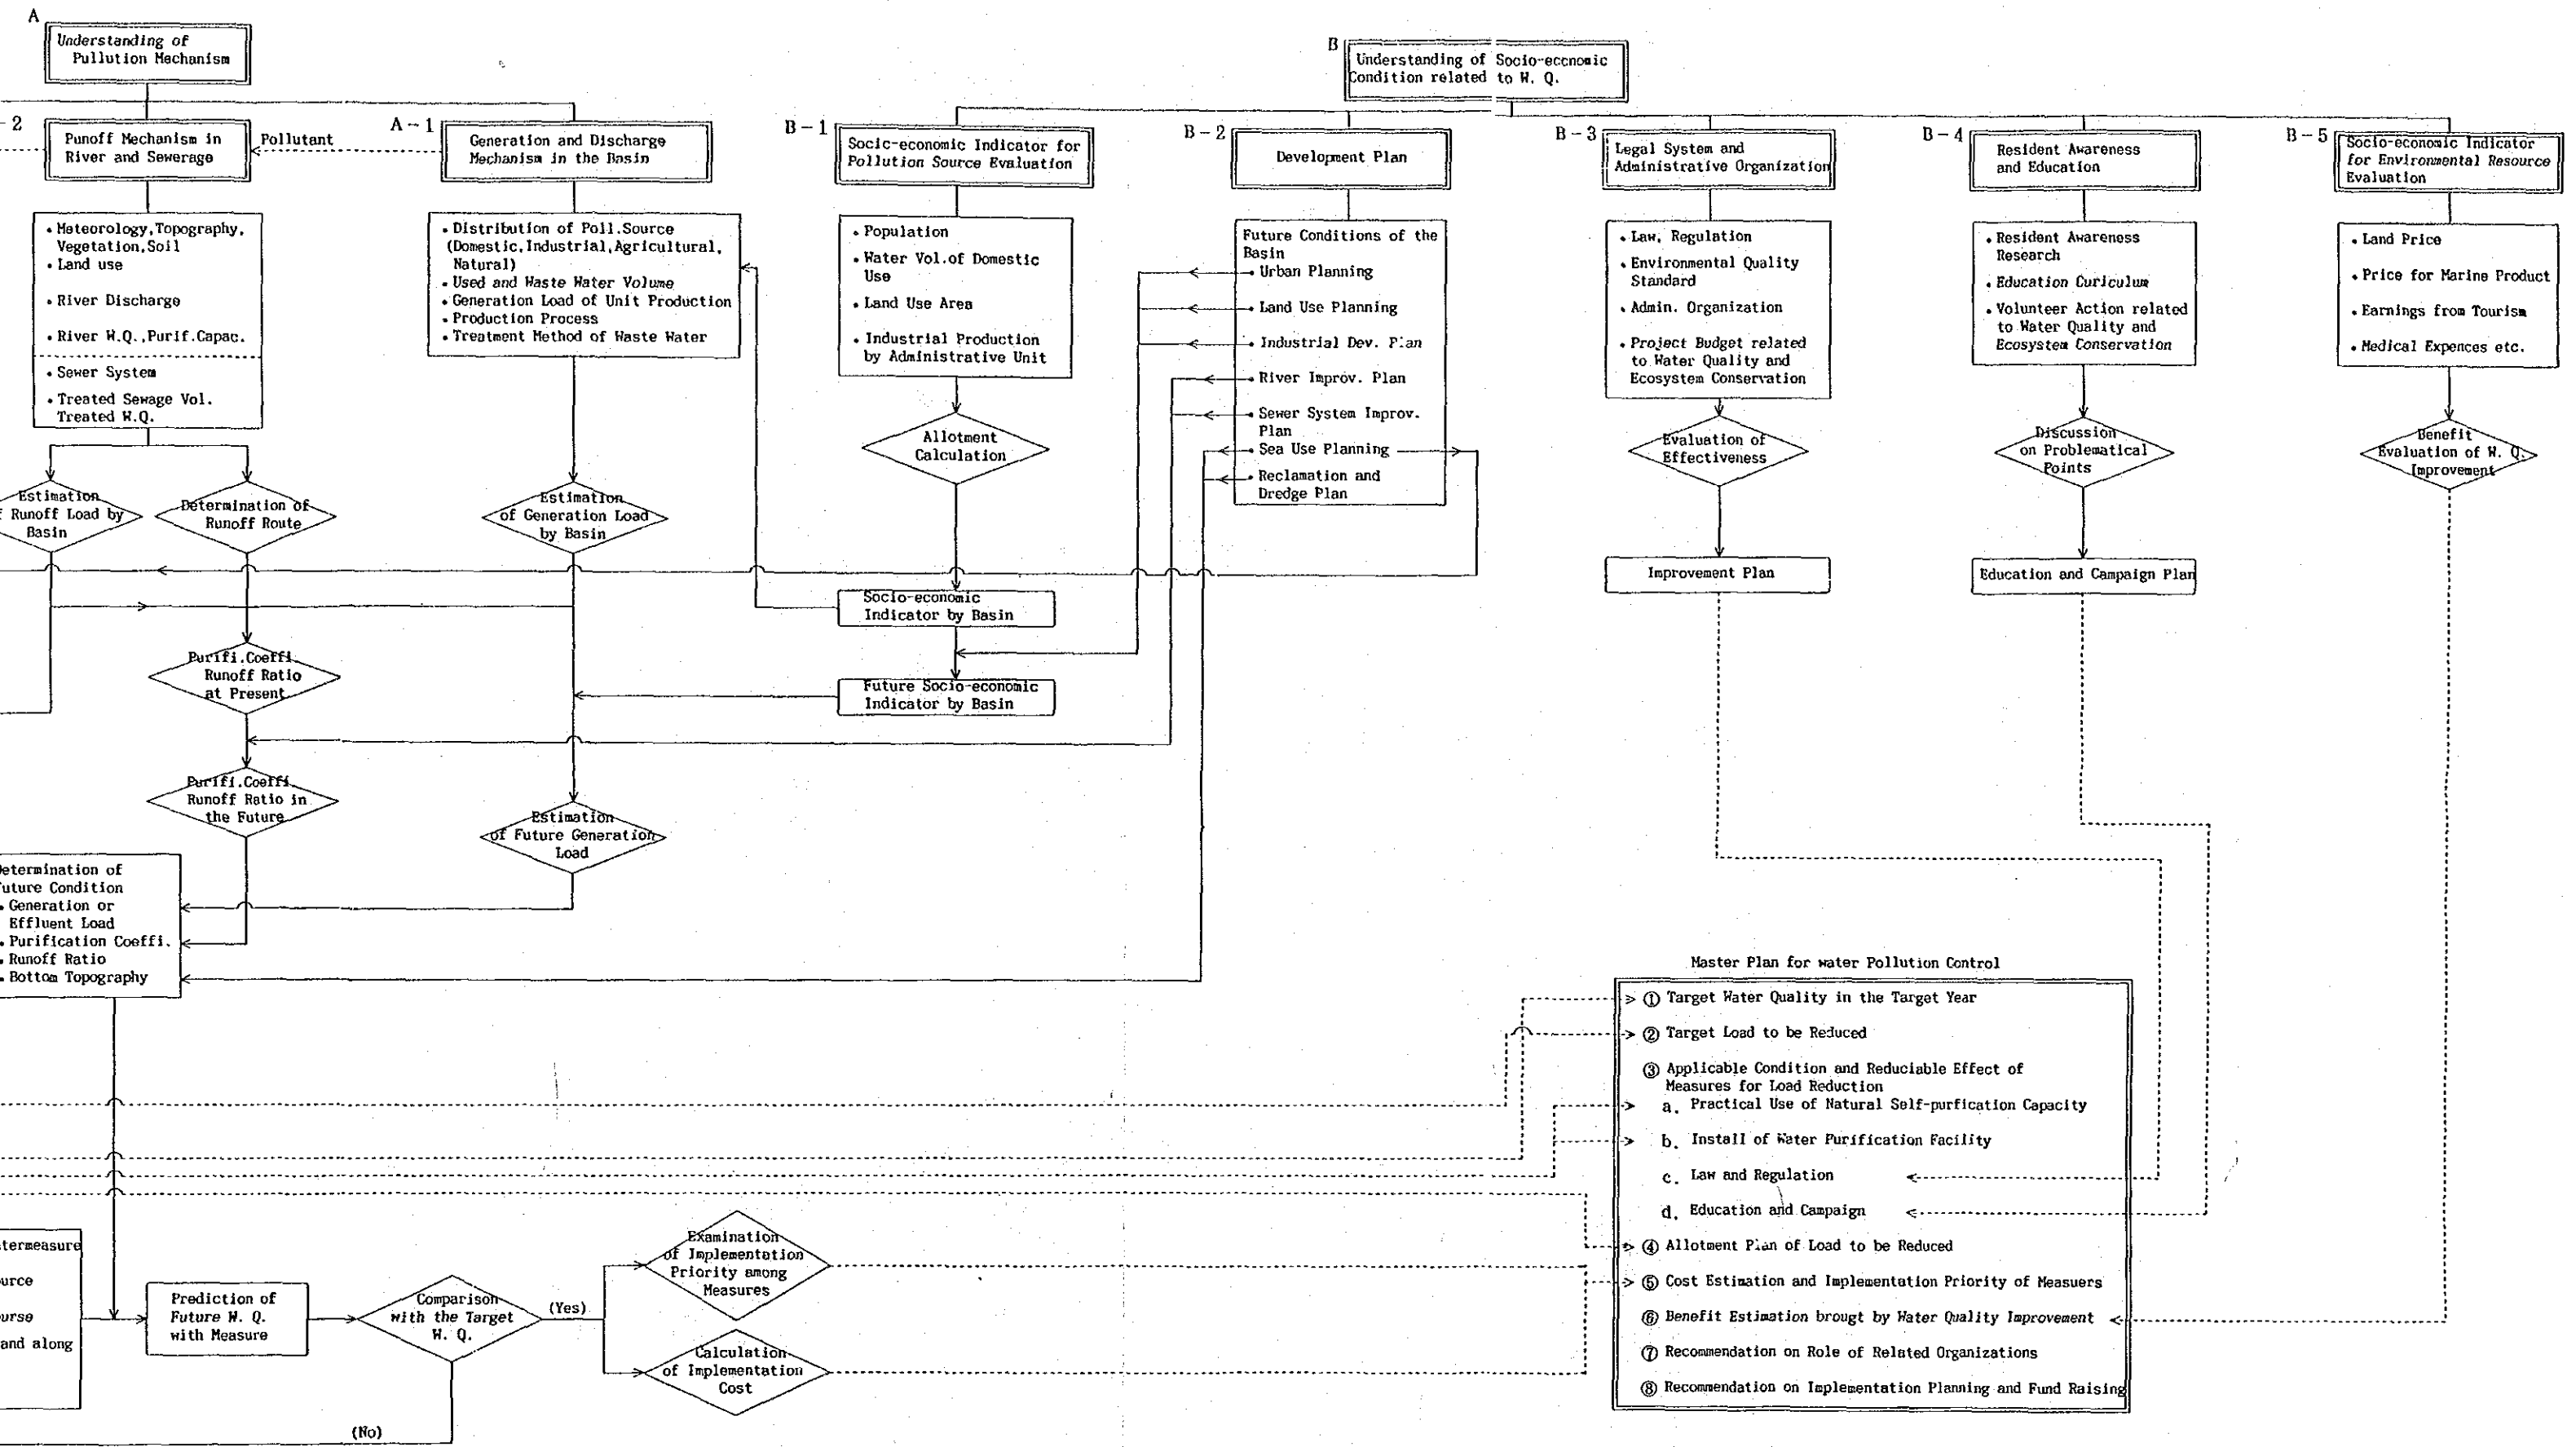 A
Understanding of
Pullution Mechanism
B
Understanding of Socio-eccnomic
Condition related to W. Q.
-2
Punoff Mechanism in
River and Sewerage
Pollutant
A-1
Generation and Discharge
Mechanism in the Basin
B-1
Socic-economic Indicator for
Pollution Source Evaluation
B-2
Development Plan
B-3
Legal System and
Administrative Organization
B-4
Resident Awareness
and Education
B-5
Socio-economic Indicator
for Environmental Resource
Evaluation
• Meteorology,Topography,
Vegetation,Soil
• Land use
• River Discharge
• River W.Q.,Purif.Capac.
• Sewer System
• Treated Sewage Vol.
Treated W.Q.
• Distribution of Poll.Source
(Domestic,Industrial,Agricultural,
Natural)
• Used and Waste Water Volume
• Generation Load of Unit Production
• Production Process
• Treatment Method of Waste Water
• Population
• Water Vol.of Domestic
Use
• Land Use Area
• Industrial Production
by Administrative Unit
Future Conditions of the
Basin
• Urban Planning
• Land Use Planning
• Industrial Dev. Plan
• River Improv. Plan
• Sewer System Improv.
Plan
• Sea Use Planning
• Reclamation and
Dredge Plan
• Law, Regulation
• Environmental Quality
Standard
• Admin. Organization
• Project Budget related
to Water Quality and
Ecosystem Conservation
• Resident Awareness
Research
• Education Curiculum
• Volunteer Action related
to Water Quality and
Ecosystem Conservation
• Land Price
• Price for Marine Product
• Earnings from Tourism
• Medical Expences etc.
Estimation
Runoff Load by
Basin
Determination of
Runoff Route
Estimation
of Generation Load
by Basin
Allotment
Calculation
Evaluation of
Effectiveness
Discussion
on Problematical
Points
Benefit
Evaluation of W. Q.
Improvement
Socio-economic
Indicator by Basin
Improvement Plan
Education and Campaign Plan
Purifi.Coeffi.
Runoff Ratio
at Present
Future Socio-economic
Indicator by Basin
Purifi.Coeffi.
Runoff Ratio in
the Future
Estimation
of Future Generation
Load
etermination of
uture Condition
• Generation or
Effluent Load
• Purification Coeffi.
• Runoff Ratio
• Bottom Topography
Master Plan for water Pollution Control
① Target Water Quality in the Target Year
② Target Load to be Reduced
③ Applicable Condition and Reduciable Effect of
Measures for Load Reduction
a. Practical Use of Natural Self-purfication Capacity
b. Install of Water Purification Facility
c. Law and Regulation
d. Education and Campaign
④ Allotment Plan of Load to be Reduced
⑤ Cost Estimation and Implementation Priority of Measuers
⑥ Benefit Estimation brougt by Water Quality Improvement
⑦ Recommendation on Role of Related Organizations
⑧ Recommendation on Implementation Planning and Fund Raising
termeasure
urce
urse
and along
Prediction of
Future W. Q.
with Measure
Comparison
with the Target
W. Q.
(Yes)
(No)
Examination
of Implementation
Priority among
Measures
Calculation
of Implementation
Cost